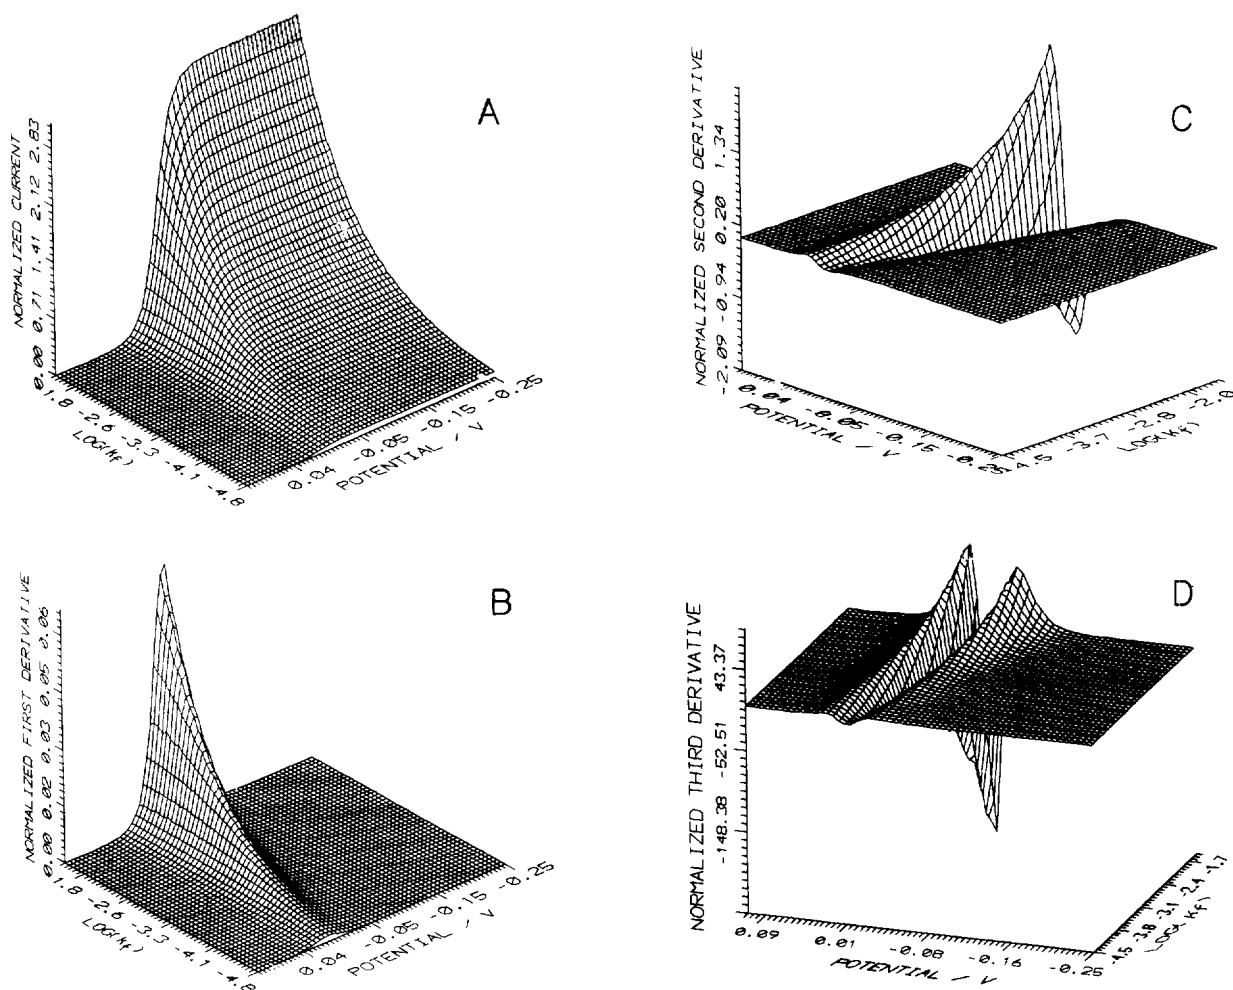 A
NORMALIZED CURRENT
0.00 0.71 1.41 2.12 2.83
-1.8 -2.6 -3.3 -4.1 -4.8
LOG(Kf)
0.04 -0.05 -0.15 -0.25
POTENTIAL / V
C
NORMALIZED SECOND DERIVATIVE
-2.09 -0.94 0.20 1.34
0.04 -0.05 -0.15 -0.25
POTENTIAL / V
-4.5 -3.7 -2.8 -2.0
LOG(Kf)
B
NORMALIZED FIRST DERIVATIVE
0.00 0.02 0.03 0.05 0.06
-1.8 -2.6 -3.3 -4.1 -4.8
LOG(Kf)
0.04 -0.05 -0.15 -0.25
POTENTIAL / V
D
NORMALIZED THIRD DERIVATIVE
-148.38 -52.51 43.37
0.09 0.01 -0.08 -0.16 -0.25
POTENTIAL / V
-4.5 -3.8 -3.1 -2.4 -1.7
LOG(Kf)